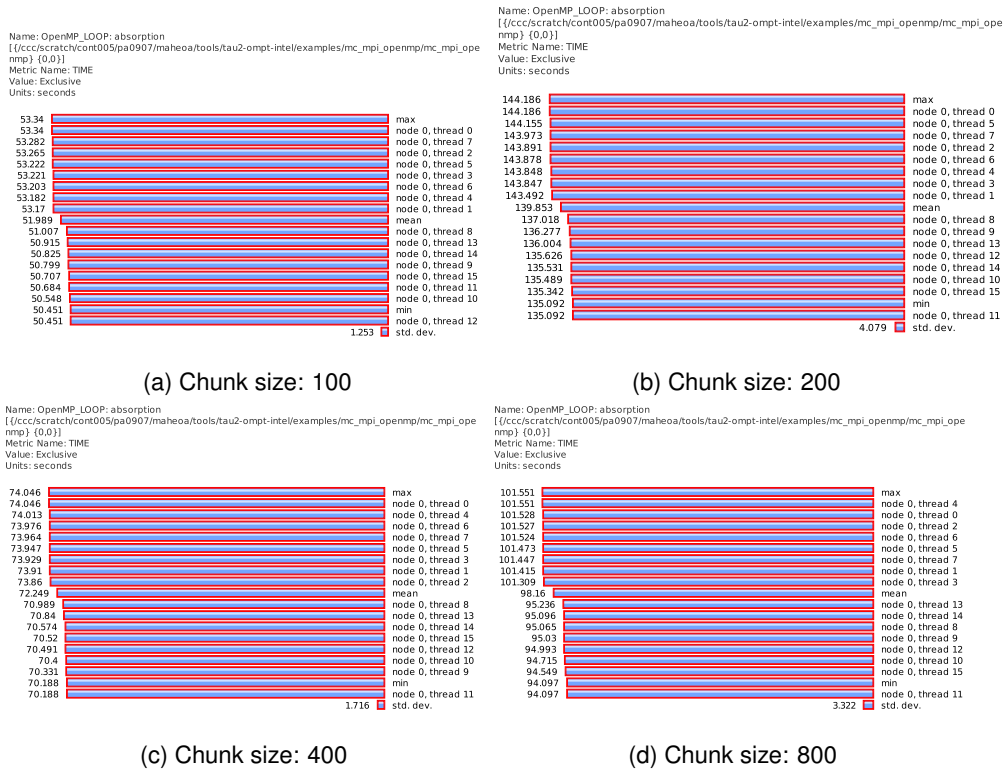 Name: OpenMP_LOOP: absorption
[{/ccc/scratch/cont005/pa0907/maheoa/tools/tau2-ompt-intel/examples/mc_mpi_openmp/mc_mpi_ope
nmp} {0,0}]
Metric Name: TIME
Value: Exclusive
Units: seconds
53.34 max
53.34 node 0, thread 0
53.282 node 0, thread 7
53.265 node 0, thread 2
53.222 node 0, thread 5
53.221 node 0, thread 3
53.203 node 0, thread 6
53.182 node 0, thread 4
53.17 node 0, thread 1
51.989 mean
51.007 node 0, thread 8
50.915 node 0, thread 13
50.825 node 0, thread 14
50.799 node 0, thread 9
50.707 node 0, thread 15
50.684 node 0, thread 11
50.548 node 0, thread 10
50.451 min
50.451 node 0, thread 12
1.253 std. dev.
(a) Chunk size: 100
Name: OpenMP_LOOP: absorption
[{/ccc/scratch/cont005/pa0907/maheoa/tools/tau2-ompt-intel/examples/mc_mpi_openmp/mc_mpi_ope
nmp} {0,0}]
Metric Name: TIME
Value: Exclusive
Units: seconds
144.186 max
144.186 node 0, thread 0
144.155 node 0, thread 5
143.973 node 0, thread 7
143.891 node 0, thread 2
143.878 node 0, thread 6
143.848 node 0, thread 4
143.847 node 0, thread 3
143.492 node 0, thread 1
139.853 mean
137.018 node 0, thread 8
136.277 node 0, thread 9
136.004 node 0, thread 13
135.626 node 0, thread 12
135.531 node 0, thread 14
135.489 node 0, thread 10
135.342 node 0, thread 15
135.092 min
135.092 node 0, thread 11
4.079 std. dev.
(b) Chunk size: 200
Name: OpenMP_LOOP: absorption
[{/ccc/scratch/cont005/pa0907/maheoa/tools/tau2-ompt-intel/examples/mc_mpi_openmp/mc_mpi_ope
nmp} {0,0}]
Metric Name: TIME
Value: Exclusive
Units: seconds
74.046 max
74.046 node 0, thread 0
74.013 node 0, thread 4
73.976 node 0, thread 6
73.964 node 0, thread 7
73.947 node 0, thread 5
73.929 node 0, thread 3
73.91 node 0, thread 1
73.86 node 0, thread 2
72.249 mean
70.989 node 0, thread 8
70.84 node 0, thread 13
70.574 node 0, thread 14
70.52 node 0, thread 15
70.491 node 0, thread 12
70.4 node 0, thread 10
70.331 node 0, thread 9
70.188 min
70.188 node 0, thread 11
1.716 std. dev.
(c) Chunk size: 400
Name: OpenMP_LOOP: absorption
[{/ccc/scratch/cont005/pa0907/maheoa/tools/tau2-ompt-intel/examples/mc_mpi_openmp/mc_mpi_ope
nmp} {0,0}]
Metric Name: TIME
Value: Exclusive
Units: seconds
101.551 max
101.551 node 0, thread 4
101.528 node 0, thread 0
101.527 node 0, thread 2
101.524 node 0, thread 6
101.473 node 0, thread 5
101.447 node 0, thread 7
101.415 node 0, thread 1
101.309 node 0, thread 3
98.16 mean
95.236 node 0, thread 13
95.096 node 0, thread 14
95.065 node 0, thread 8
95.03 node 0, thread 9
94.993 node 0, thread 12
94.715 node 0, thread 10
94.549 node 0, thread 15
94.097 min
94.097 node 0, thread 11
3.322 std. dev.
(d) Chunk size: 800